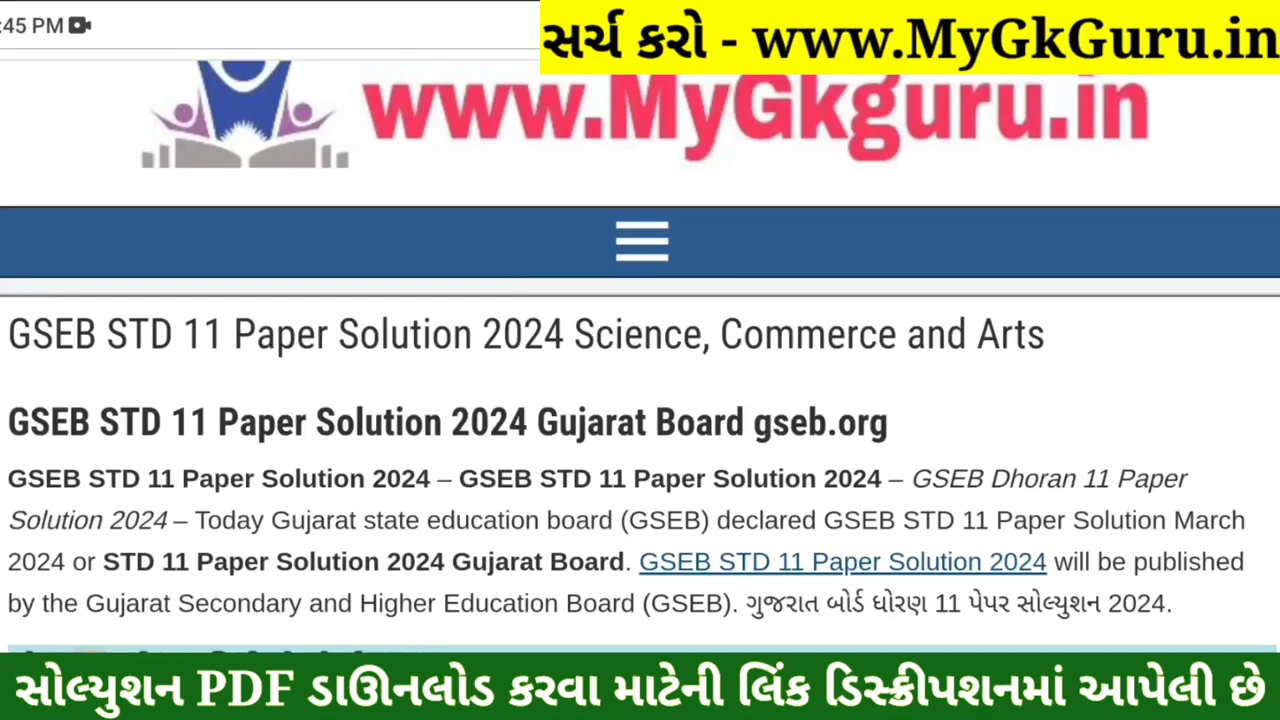 :45 PM
સર્ચ કરો - www.MyGkGuru.in
www.MyGkguru.in
GSEB STD 11 Paper Solution 2024 Science, Commerce and Arts
GSEB STD 11 Paper Solution 2024 Gujarat Board gseb.org
GSEB STD 11 Paper Solution 2024 – GSEB STD 11 Paper Solution 2024 – GSEB Dhoran 11 Paper
Solution 2024 – Today Gujarat state education board (GSEB) declared GSEB STD 11 Paper Solution March
2024 or STD 11 Paper Solution 2024 Gujarat Board. GSEB STD 11 Paper Solution 2024 will be published
by the Gujarat Secondary and Higher Education Board (GSEB). ગુજરાત બોર્ડ ધોરણ 11 પેપર સોલ્યુશન 2024.
સોલ્યુશન PDF ડાઊનલોડ કરવા માટેની લિંક ડિસ્ક્રીપશનમાં આપેલી છે